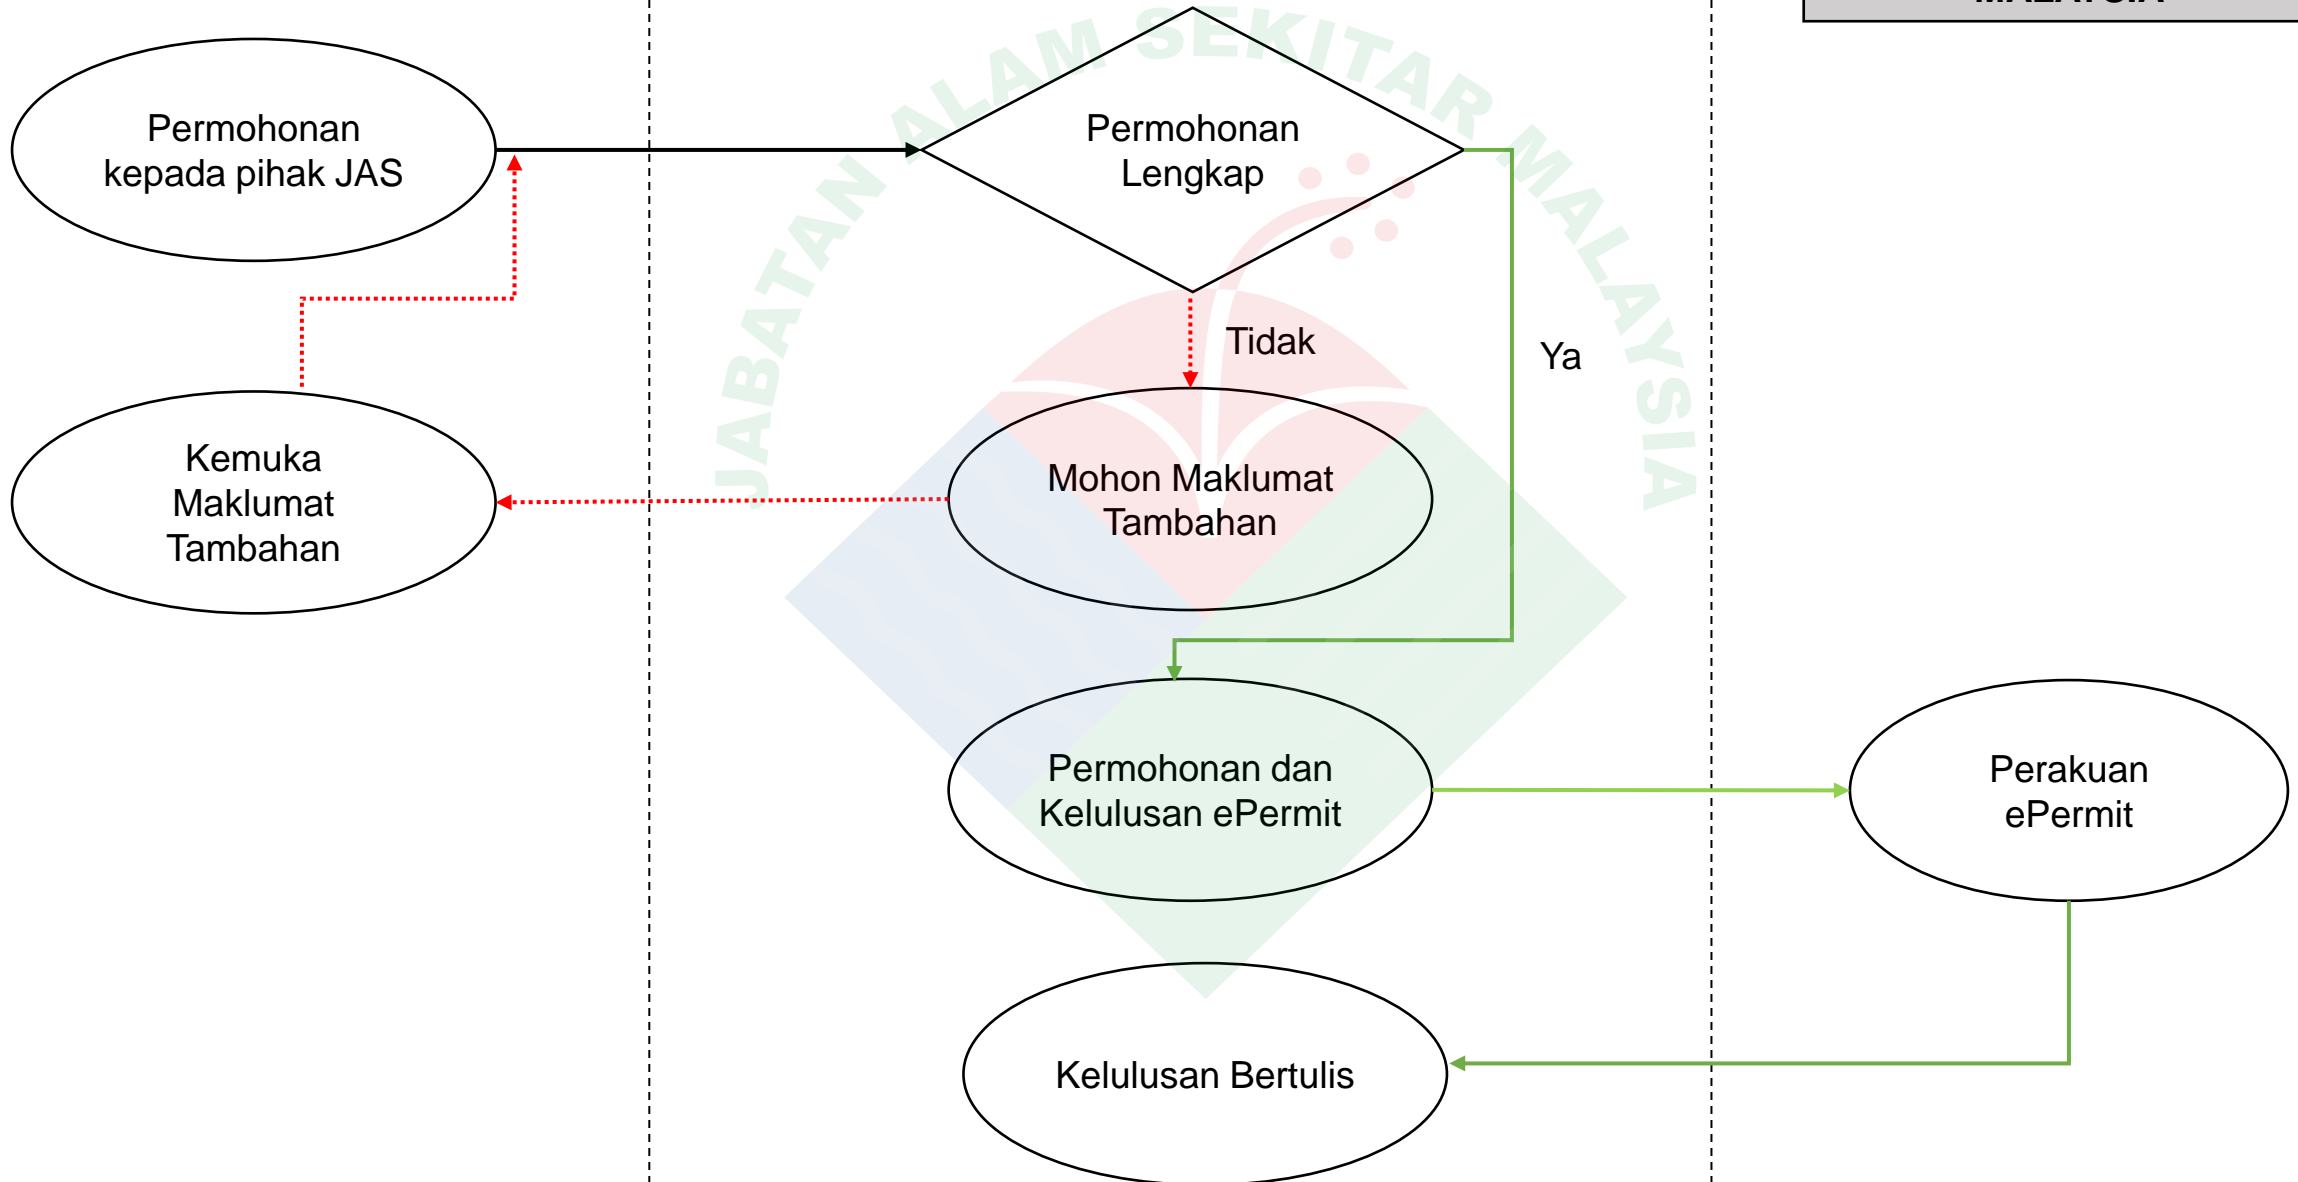 JABATAN ALAM SEKITAR MALAYSIA
Permohonan
kepada pihak JAS
Permohonan
Lengkap
Tidak
Ya
Kemuka
Maklumat
Tambahan
Mohon Maklumat
Tambahan
Permohonan dan
Kelulusan ePermit
Perakuan
ePermit
Kelulusan Bertulis